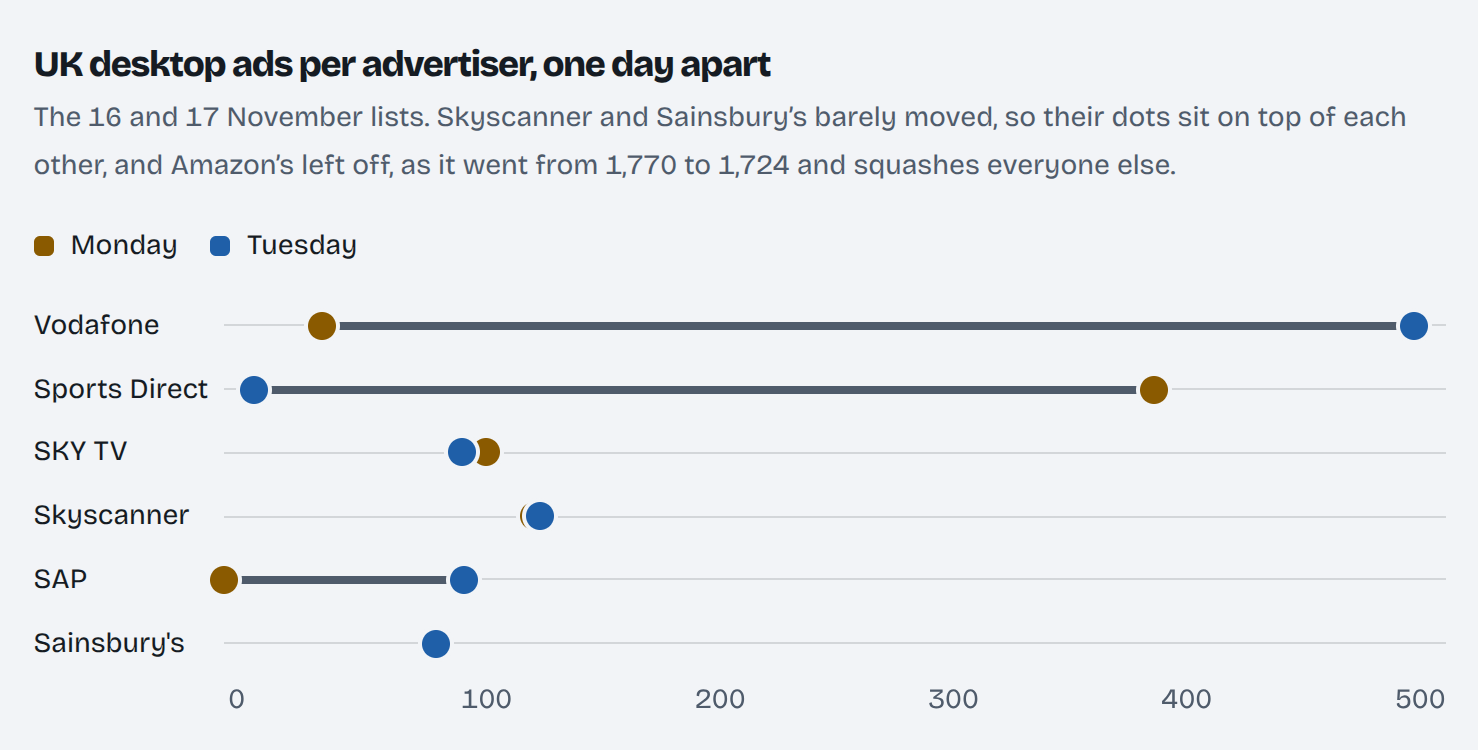 UK desktop ads per advertiser, one day apart
The 16 and 17 November lists. Skyscanner and Sainsbury’s barely moved, so their dots sit on top of each
other, and Amazon’s left off, as it went from 1,770 to 1,724 and squashes everyone else.
Monday Tuesday
Vodafone
Sports Direct
SKY TV
Skyscanner
SAP
Sainsbury's
0 100 200 300 400 500